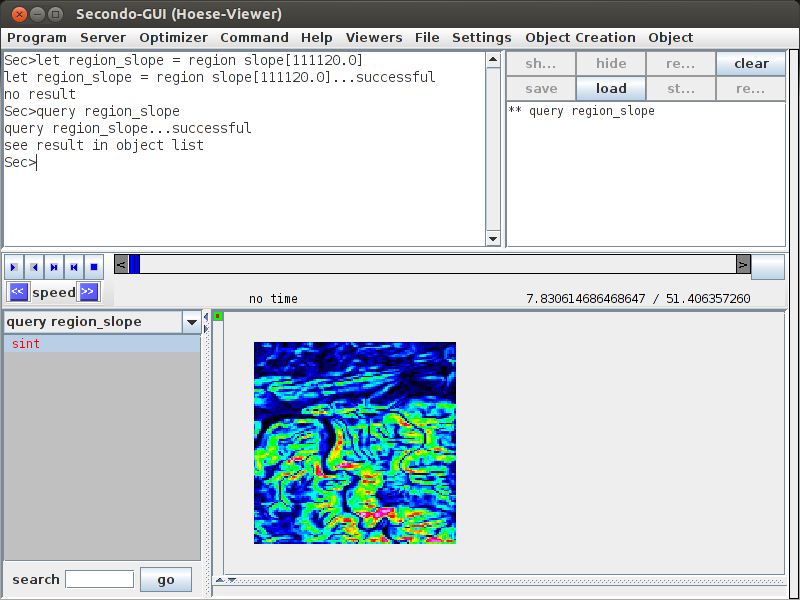 Secondo-GUI (Hoese-Viewer)
Program Server Optimizer Command Help Viewers File Settings Object Creation Object
Sec>let region_slope = region slope[111120.0]
let region_slope = region slope[111120.0]...successful
no result
Sec>query region_slope
query region_slope...successful
see result in object list
Sec>
sh... hide re... clear
save load st... re...
** query region_slope
< >
<< speed >>
no time 7.830614686468647 / 51.406357260
query region_slope
sint
search go